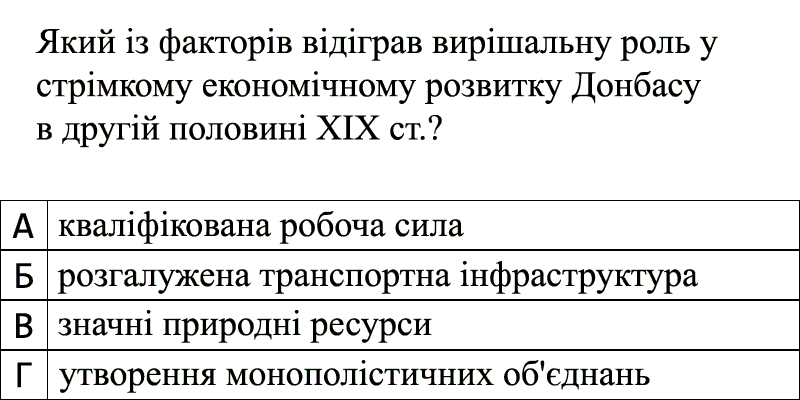 Який із факторів відіграв вирішальну роль у
стрімкому економічному розвитку Донбасу
в другій половині XIX ст.?
А кваліфікована робоча сила
Б розгалужена транспортна інфраструктура
В значні природні ресурси
Г утворення монополістичних об'єднань